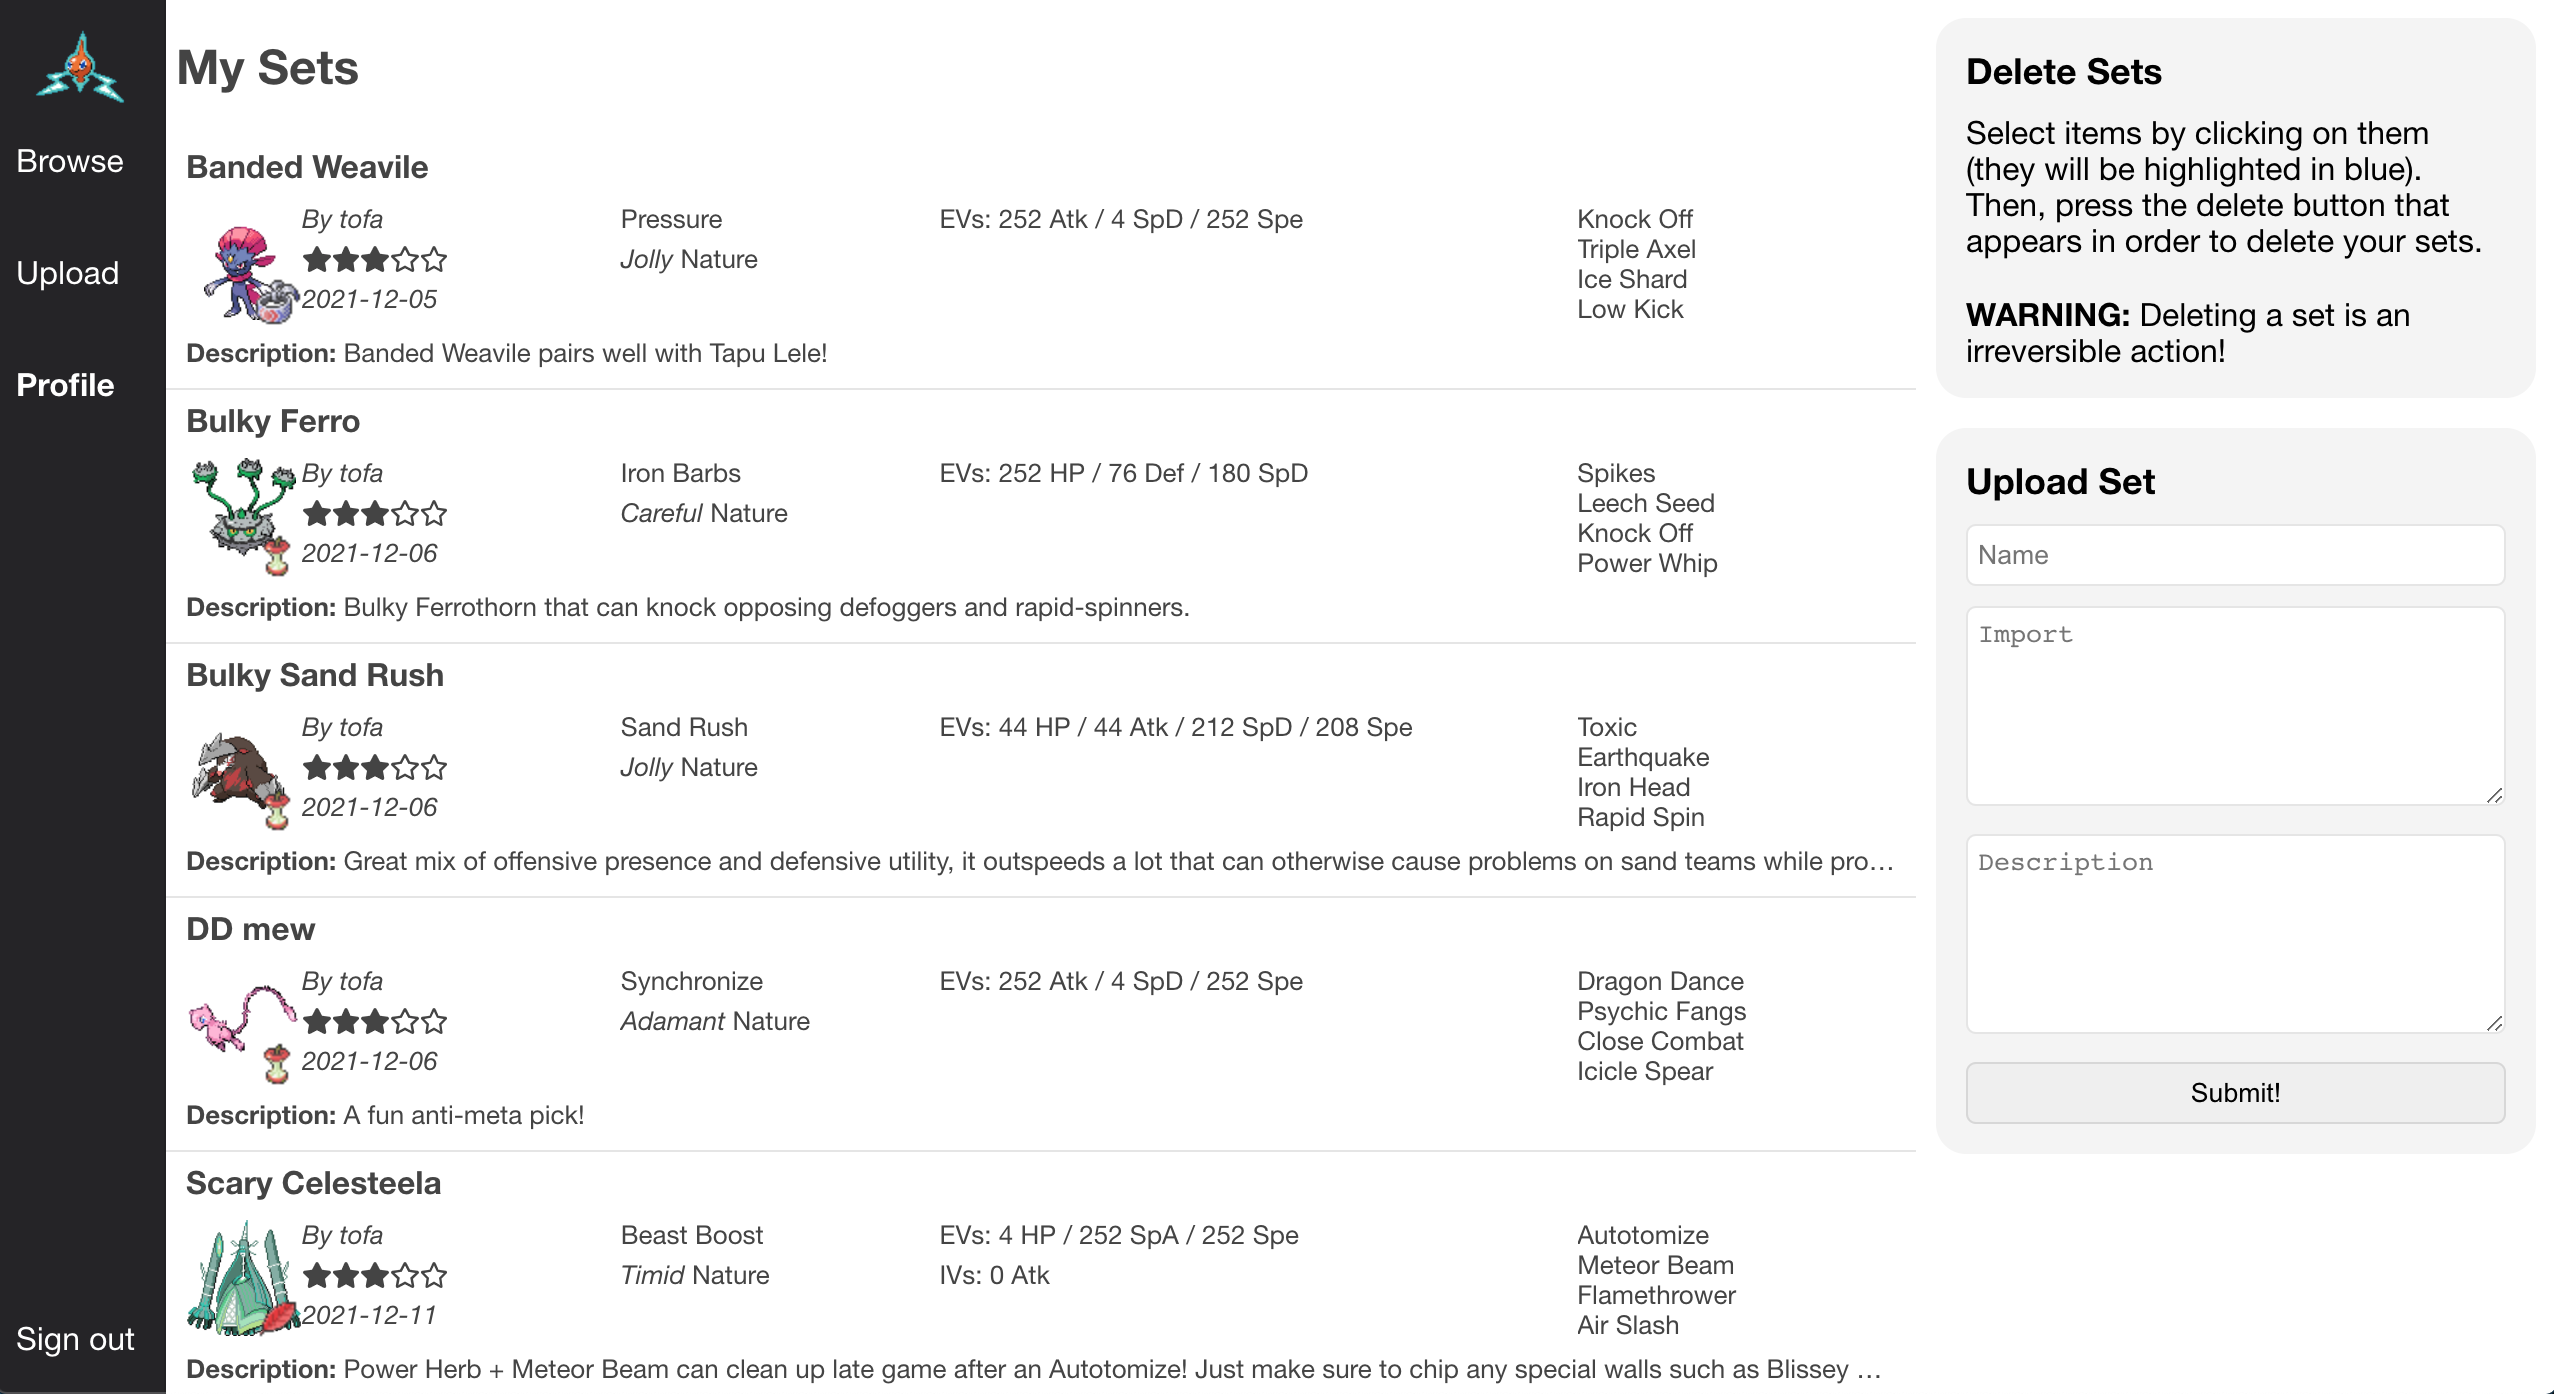 Browse
Upload
Profile
Sign out
My Sets
Banded Weavile
By tofa
2021-12-05
Pressure
Jolly Nature
EVs: 252 Atk / 4 SpD / 252 Spe
Knock Off
Triple Axel
Ice Shard
Low Kick
Description: Banded Weavile pairs well with Tapu Lele!
Bulky Ferro
By tofa
2021-12-06
Iron Barbs
Careful Nature
EVs: 252 HP / 76 Def / 180 SpD
Spikes
Leech Seed
Knock Off
Power Whip
Description: Bulky Ferrothorn that can knock opposing defoggers and rapid-spinners.
Bulky Sand Rush
By tofa
2021-12-06
Sand Rush
Jolly Nature
EVs: 44 HP / 44 Atk / 212 SpD / 208 Spe
Toxic
Earthquake
Iron Head
Rapid Spin
Description: Great mix of offensive presence and defensive utility, it outspeeds a lot that can otherwise cause problems on sand teams while pro…
DD mew
By tofa
2021-12-06
Synchronize
Adamant Nature
EVs: 252 Atk / 4 SpD / 252 Spe
Dragon Dance
Psychic Fangs
Close Combat
Icicle Spear
Description: A fun anti-meta pick!
Scary Celesteela
By tofa
2021-12-11
Beast Boost
Timid Nature
EVs: 4 HP / 252 SpA / 252 Spe
IVs: 0 Atk
Autotomize
Meteor Beam
Flamethrower
Air Slash
Description: Power Herb + Meteor Beam can clean up late game after an Autotomize! Just make sure to chip any special walls such as Blissey …
Delete Sets
Select items by clicking on them
(they will be highlighted in blue).
Then, press the delete button that
appears in order to delete your sets.
WARNING: Deleting a set is an
irreversible action!
Upload Set
Name
Import
Description
Submit!